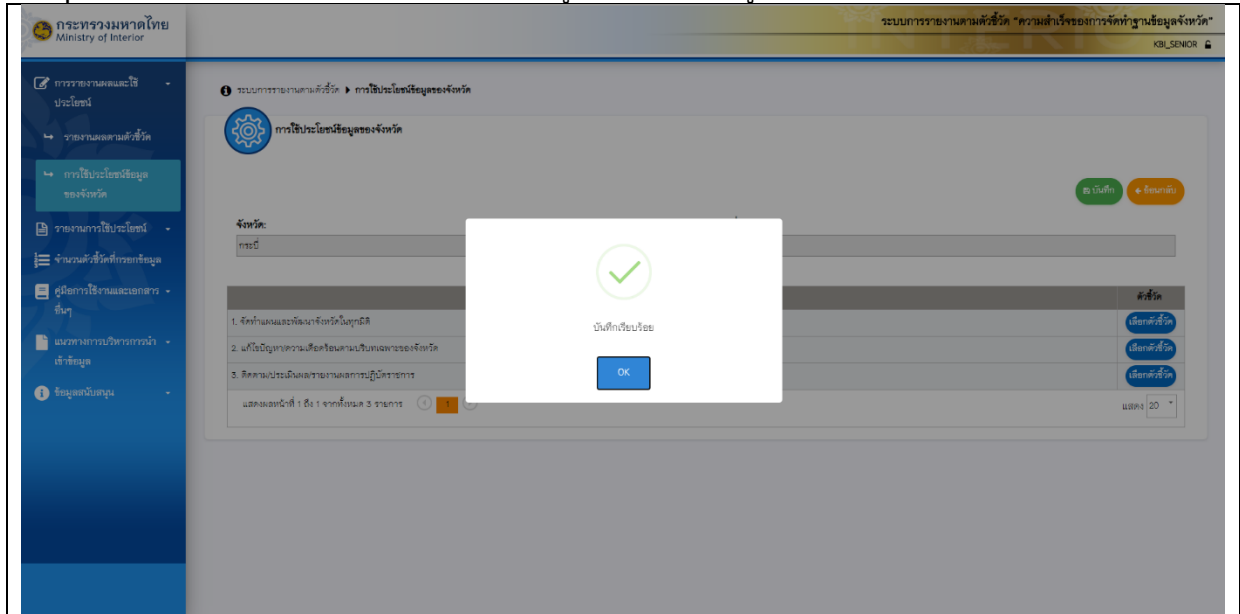 กระทรวงมหาดไทย
Ministry of Interior
ระบบการรายงานตามตัวชี้วัด "ความสำเร็จของการจัดทำฐานข้อมูลจังหวัด"
KBI_SENIOR
การรายงานผลและใช้
ประโยชน์
รายงานผลตามตัวชี้วัด
การใช้ประโยชน์ข้อมูล
ของจังหวัด
รายงานการใช้ประโยชน์
จำนวนตัวชี้วัดที่กรอกข้อมูล
คู่มือการใช้งานและเอกสาร
อื่นๆ
แนวทางการบริหารการนำ
เข้าข้อมูล
ข้อมูลสนับสนุน
ระบบการรายงานตามตัวชี้วัด ▶ การใช้ประโยชน์ข้อมูลของจังหวัด
การใช้ประโยชน์ข้อมูลของจังหวัด
บันทึก
ย้อนกลับ
จังหวัด:
กระบี่
ตัวชี้วัด
1. จัดทำแผนและพัฒนาจังหวัดในทุกมิติ
เลือกตัวชี้วัด
2. แก้ไขปัญหาความเดือดร้อนตามบริบทเฉพาะของจังหวัด
เลือกตัวชี้วัด
3. ติดตาม/ประเมินผล/รายงานผลการปฏิบัติราชการ
เลือกตัวชี้วัด
แสดงผลหน้าที่ 1 ถึง 1 จากทั้งหมด 3 รายการ
1
แสดง 20
บันทึกเรียบร้อย
OK